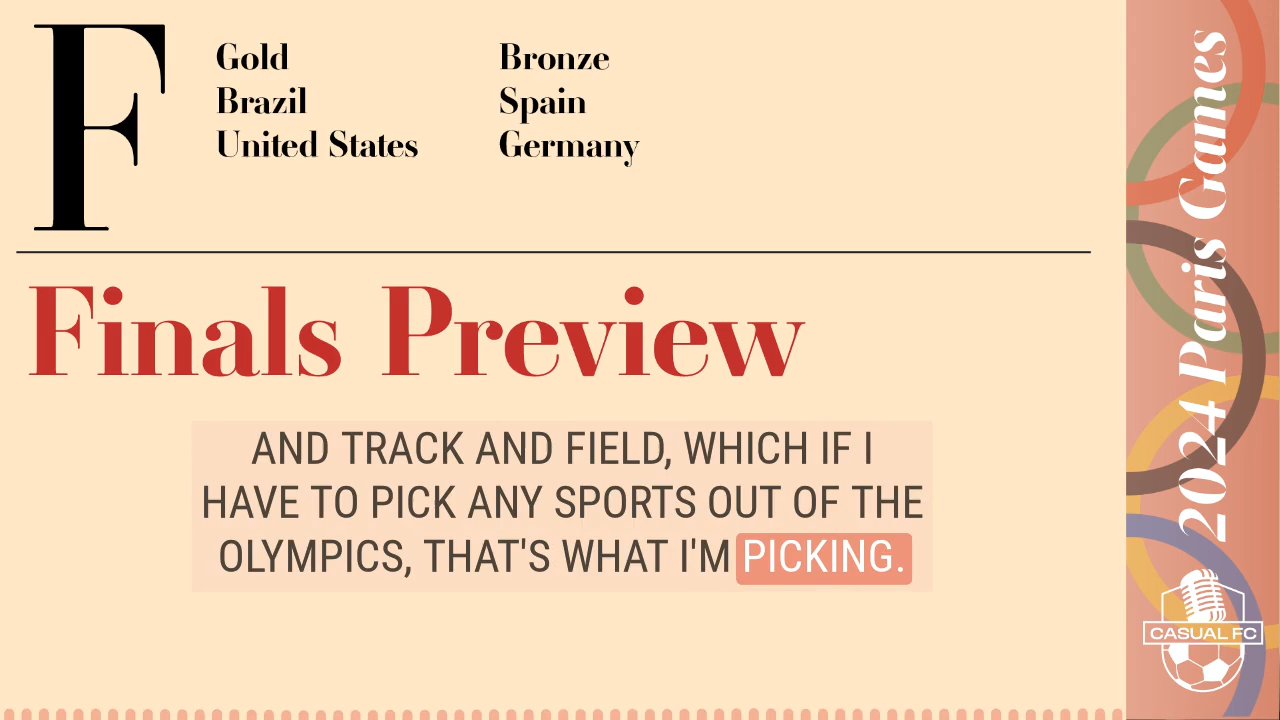 F
Gold
Brazil
United States
Bronze
Spain
Germany
Finals Preview
AND TRACK AND FIELD, WHICH IF I
HAVE TO PICK ANY SPORTS OUT OF THE
OLYMPICS, THAT'S WHAT I'M PICKING.
2024 Paris Games
CASUAL FC